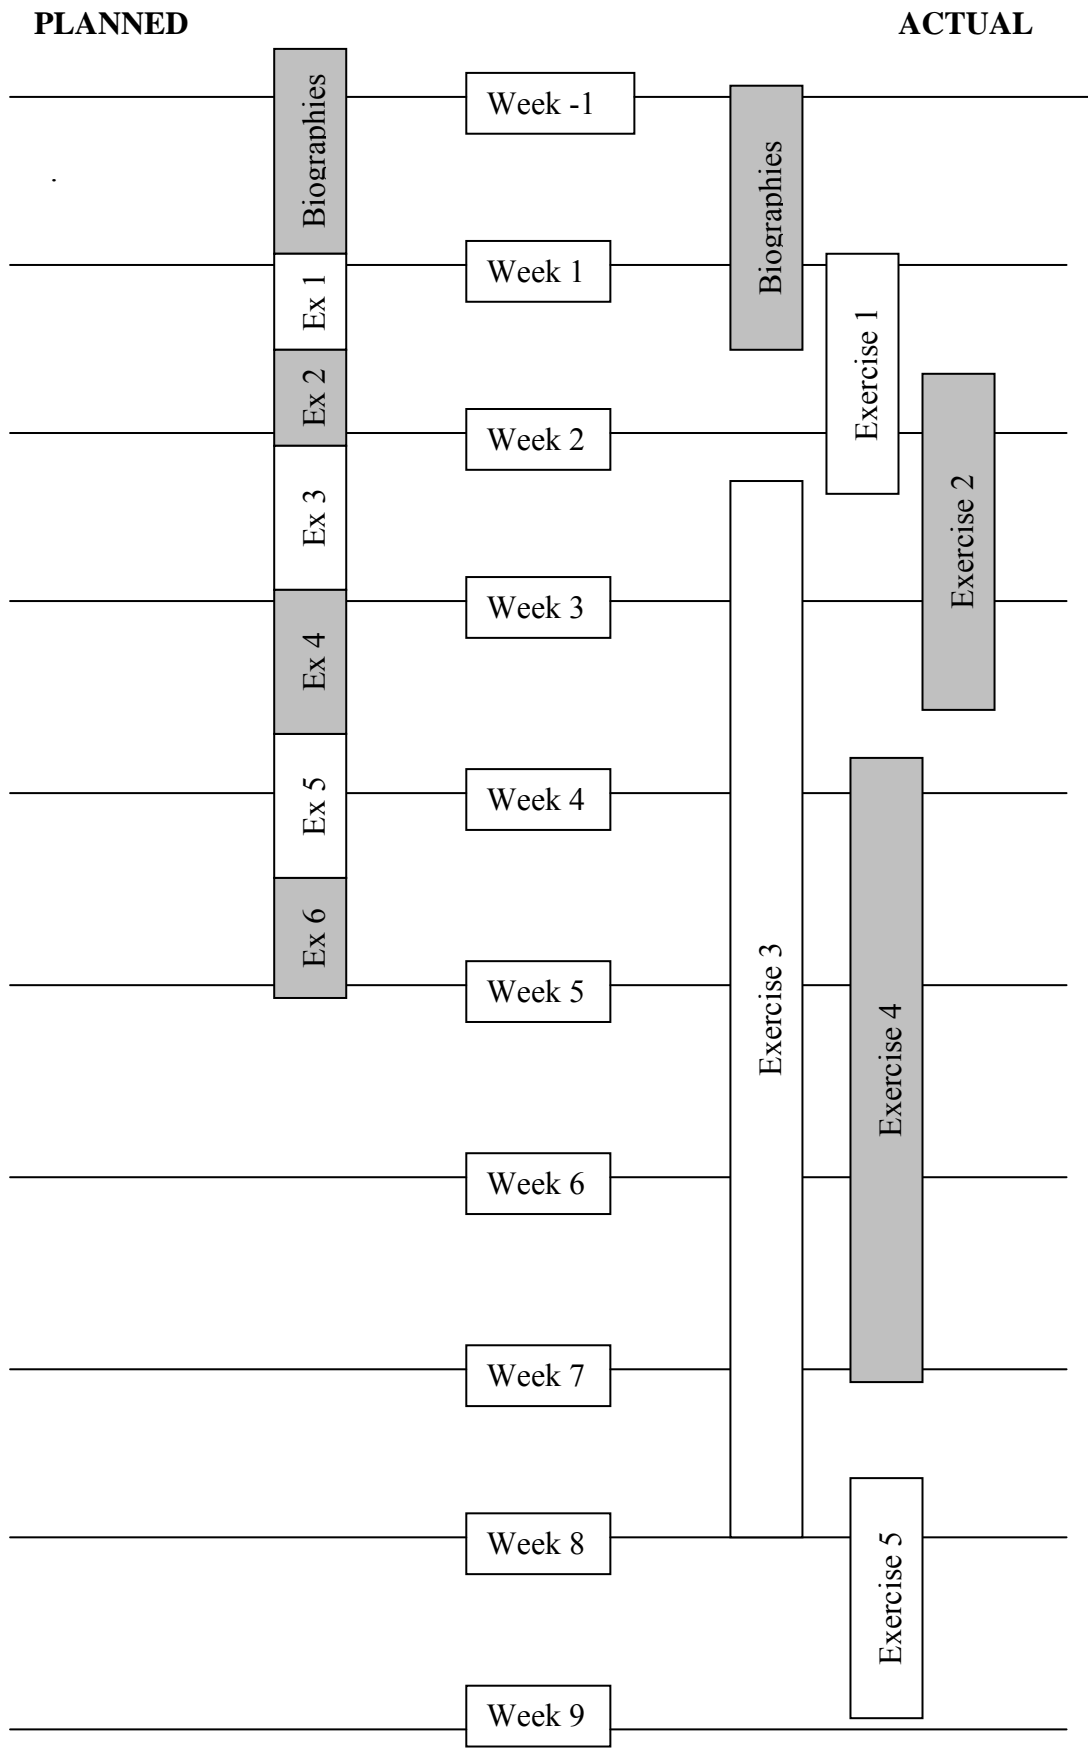 PLANNED
ACTUAL
Biographies
Week -1
Biographies
Week 1
Ex 1
Exercise 1
Ex 2
Week 2
Exercise 2
Ex 3
Week 3
Ex 4
Week 4
Ex 5
Exercise 3
Ex 6
Week 5
Exercise 4
Week 6
Week 7
Week 8
Exercise 5
Week 9